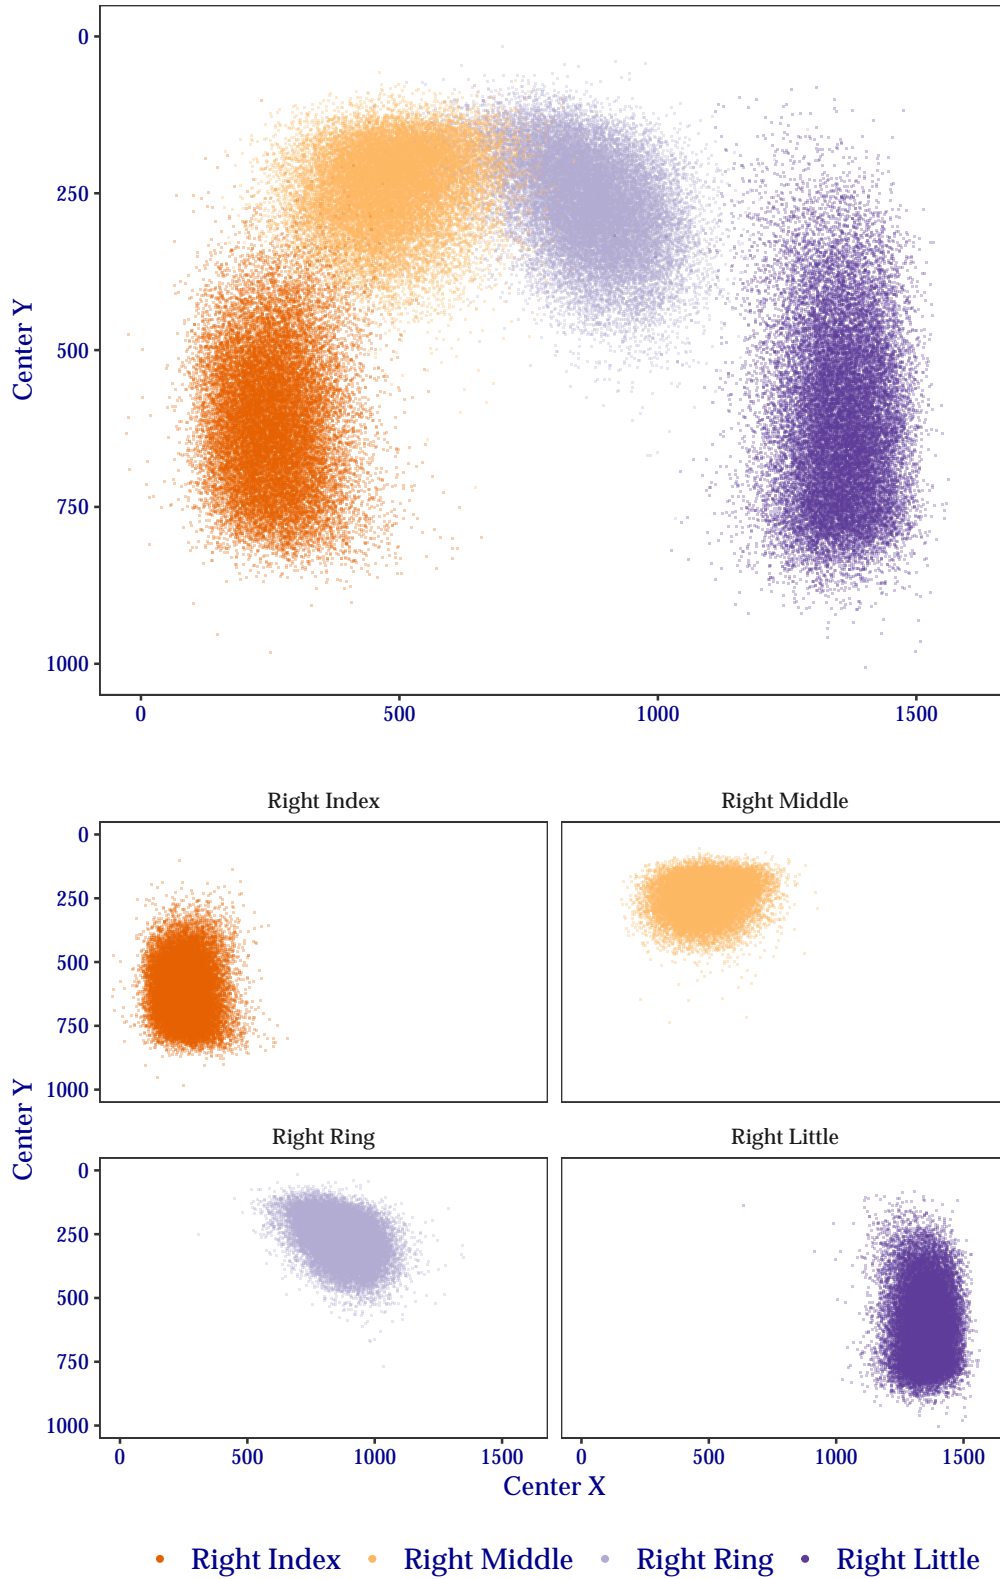 0
250
500
750
1000
Center Y
0 500 1000 1500
Right Index Right Middle
0
250
500
750
1000
Right Ring Right Little
0
250
500
750
1000
Center Y
0 500 1000 1500 0 500 1000 1500
Center X
Right Index Right Middle Right Ring Right Little